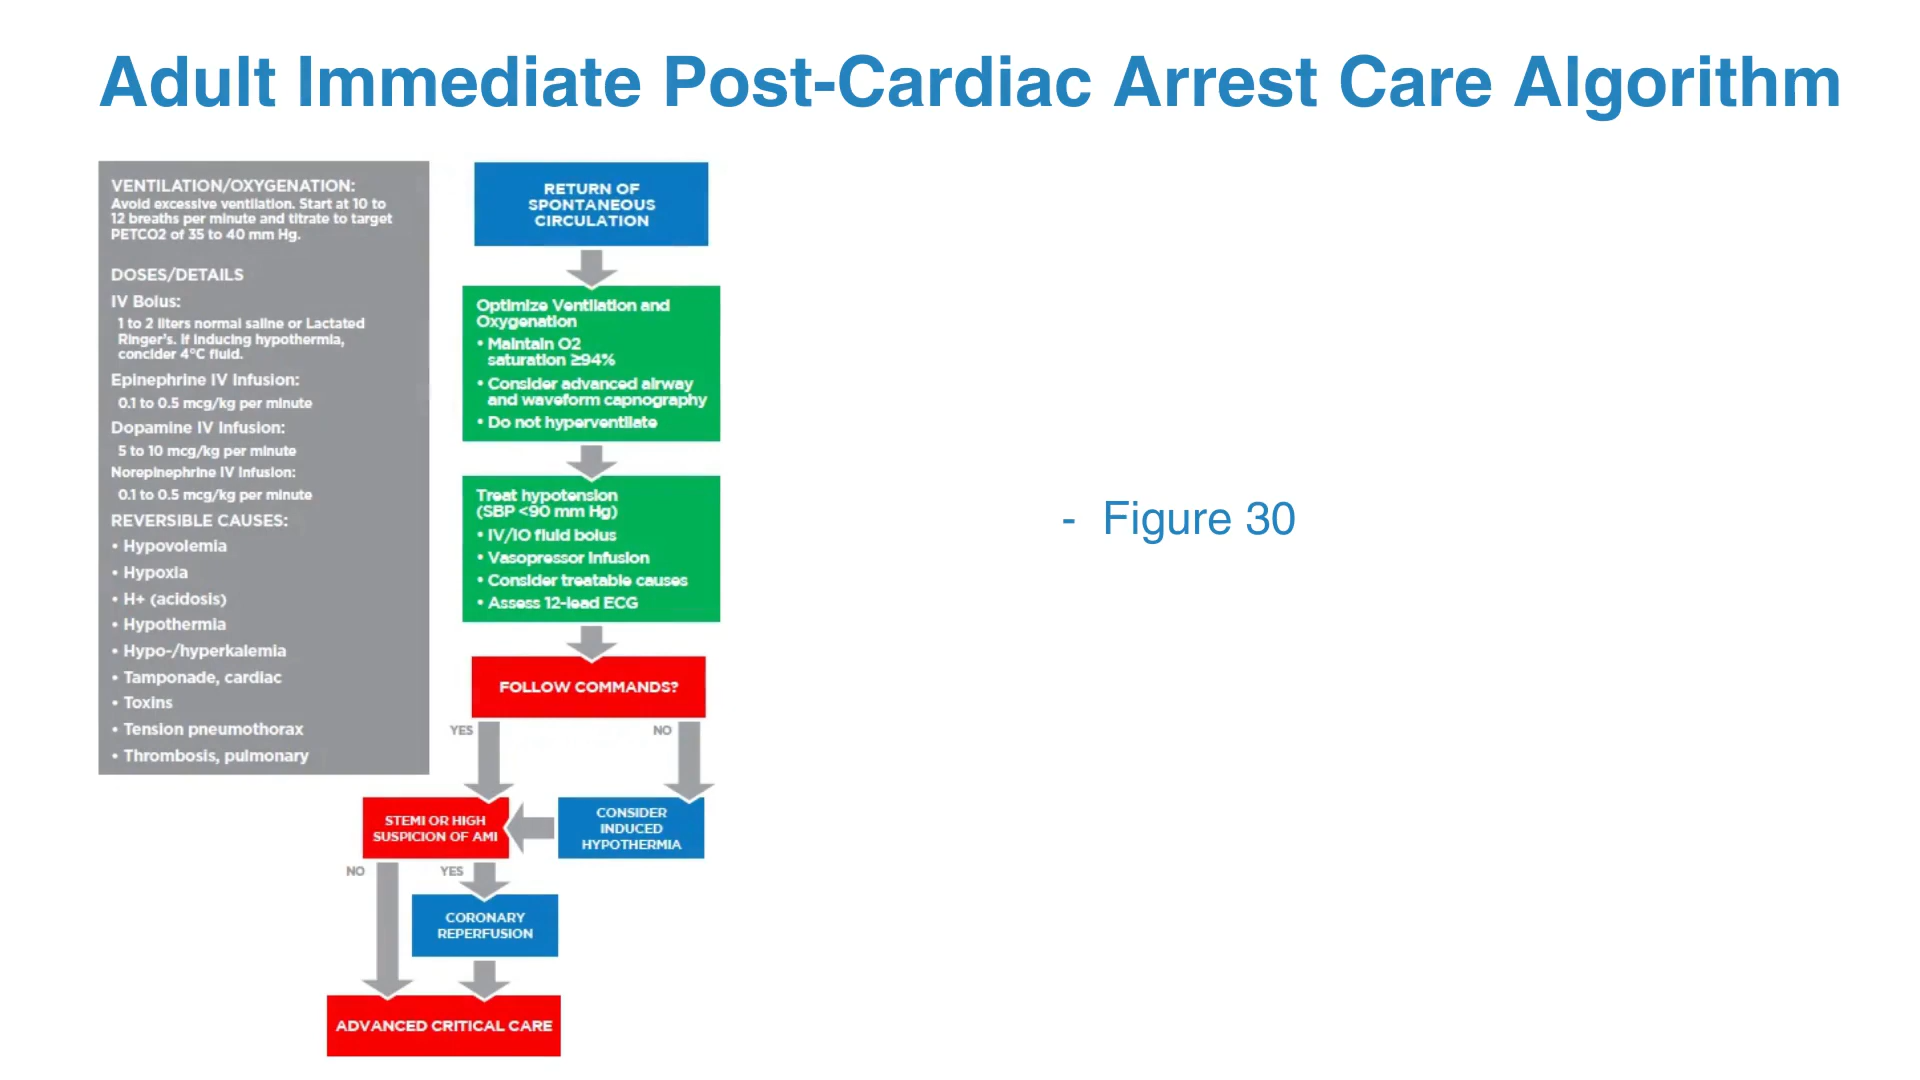 Adult Immediate Post-Cardiac Arrest Care Algorithm
VENTILATION/OXYGENATION:
Avoid excessive ventilation. Start at 10 to
12 breaths per minute and titrate to target
PETCO2 of 35 to 40 mm Hg.
DOSES/DETAILS
IV Bolus:
1 to 2 liters normal saline or Lactated
Ringer's. If inducing hypothermia,
concider 4°C fluid.
Epinephrine IV Infusion:
0.1 to 0.5 mcg/kg per minute
Dopamine IV Infusion:
5 to 10 mcg/kg per minute
Norepinephrine IV Infusion:
0.1 to 0.5 mcg/kg per minute
REVERSIBLE CAUSES:
• Hypovolemia
• Hypoxia
• H+ (acidosis)
• Hypothermia
• Hypo-/hyperkalemia
• Tamponade, cardiac
• Toxins
• Tension pneumothorax
• Thrombosis, pulmonary
RETURN OF
SPONTANEOUS
CIRCULATION
Optimize Ventilation and
Oxygenation
• Maintain O2
saturation ≥94%
• Consider advanced airway
and waveform capnography
• Do not hyperventilate
Treat hypotension
(SBP <90 mm Hg)
• IV/IO fluid bolus
• Vasopressor Infusion
• Consider treatable causes
• Assess 12-lead ECG
FOLLOW COMMANDS?
YES
NO
STEMI OR HIGH
SUSPICION OF AMI
CONSIDER
INDUCED
HYPOTHERMIA
NO
YES
CORONARY
REPERFUSION
ADVANCED CRITICAL CARE
- Figure 30